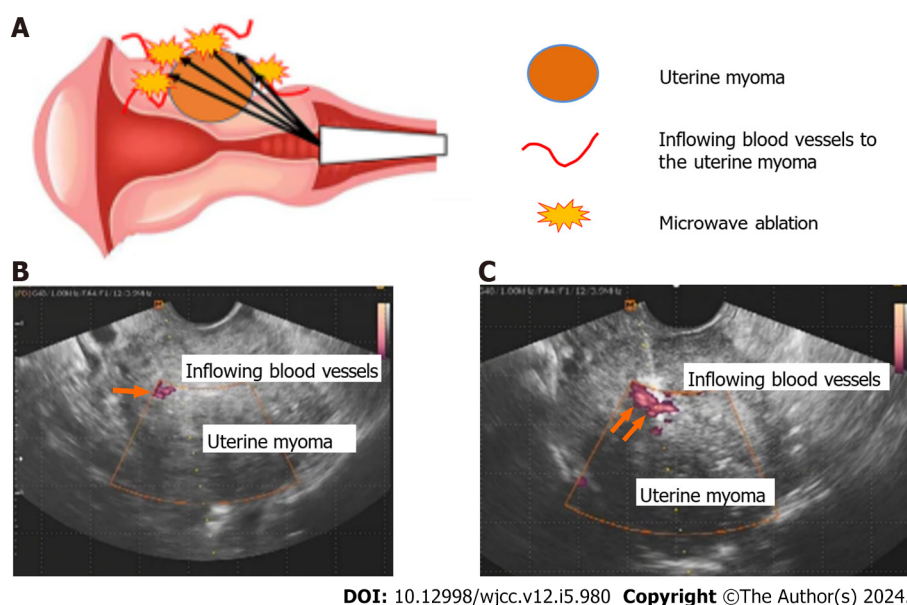 A
Uterine myoma
Inflowing blood vessels to
the uterine myoma
Microwave ablation
B
M
Inflowing blood vessels
Uterine myoma
C
M
Inflowing blood vessels
Uterine myoma
DOI: 10.12998/wjcc.v12.i5.980 Copyright ©The Author(s) 2024.